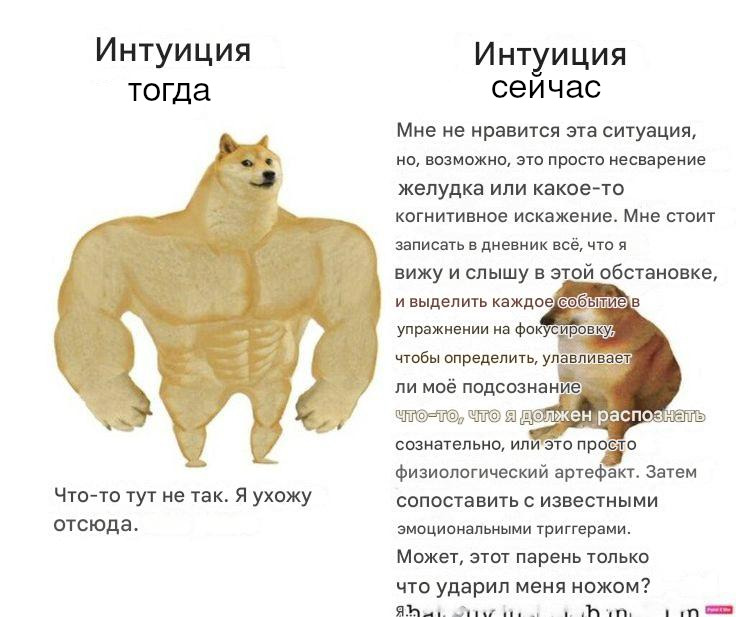 Интуиция
тогда
Что-то тут не так. Я ухожу
отсюда.
Интуиция
сейчас
Мне не нравится эта ситуация,
но, возможно, это просто несварение
желудка или какое-то
когнитивное искажение. Мне стоит
записать в дневник всё, что я
вижу и слышу в этой обстановке,
и выделить каждое событие в
упражнении на фокусировку,
чтобы определить, улавливает
ли моё подсознание
что-то, что я должен распознать
сознательно, или это просто
физиологический артефакт. Затем
сопоставить с известными
эмоциональными триггерами.
Может, этот парень только
что ударил меня ножом?